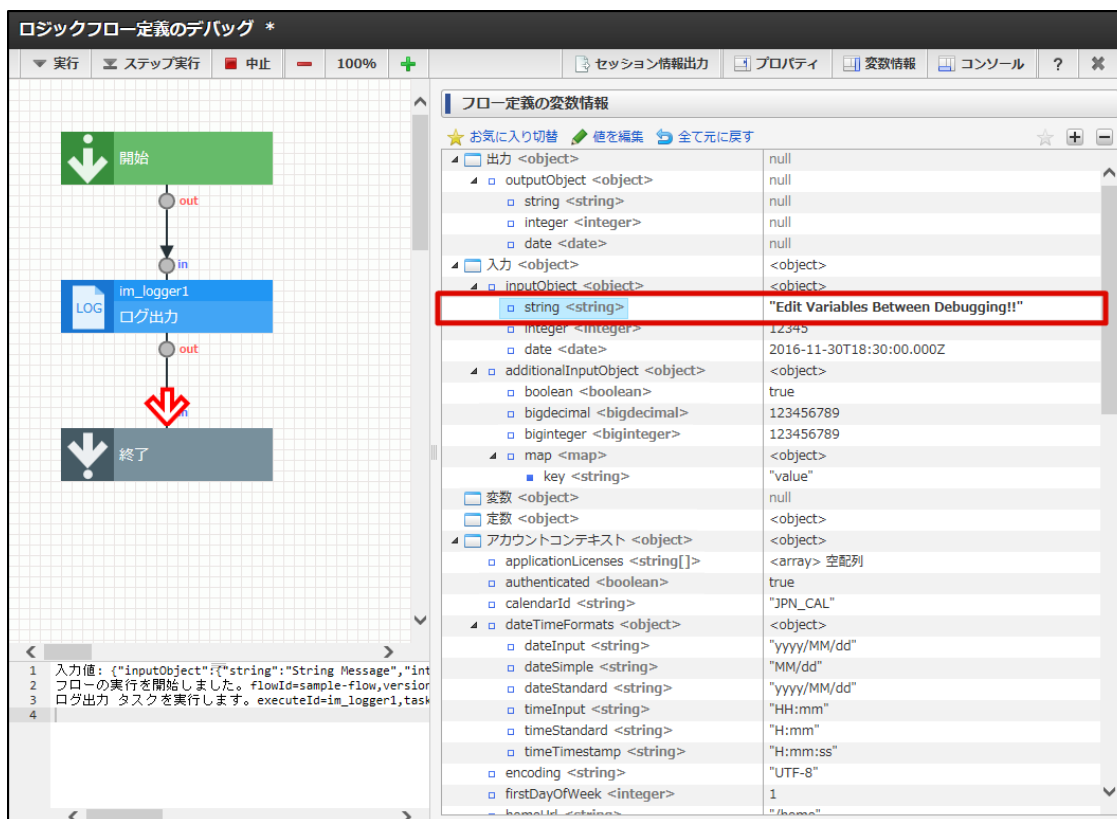 ロジックフロー定義のデバッグ *
実行 ステップ実行 中止 100% セッション情報出力 プロパティ 変数情報 コンソール ?
フロー定義の変数情報
お気に入り切替 値を編集 全て元に戻す
開始
out
in
im_logger1
LOG
ログ出力
out
終了
出力 <object> null
outputObject <object> null
string <string> null
integer <integer> null
date <date> null
入力 <object> <object>
inputObject <object> <object>
string <string> "Edit Variables Between Debugging!!"
integer <integer> 12345
date <date> 2016-11-30T18:30:00.000Z
additionalInputObject <object> <object>
boolean <boolean> true
bigdecimal <bigdecimal> 123456789
biginteger <biginteger> 123456789
map <map> <object>
key <string> "value"
変数 <object> null
定数 <object> <object>
アカウントコンテキスト <object> <object>
applicationLicenses <string[]> <array> 空配列
authenticated <boolean> true
calendarId <string> "JPN_CAL"
dateTimeFormats <object> <object>
dateInput <string> "yyyy/MM/dd"
dateSimple <string> "MM/dd"
dateStandard <string> "yyyy/MM/dd"
timeInput <string> "HH:mm"
timeStandard <string> "H:mm"
timeTimestamp <string> "H:mm:ss"
encoding <string> "UTF-8"
firstDayOfWeek <integer> 1
homeUrl <string> "/home"
1 入力値: {"inputObject":{"string":"String Message","int
2 フローの実行を開始しました。flowId=sample-flow,version
3 ログ出力 タスクを実行します。executeId=im_logger1,task
4